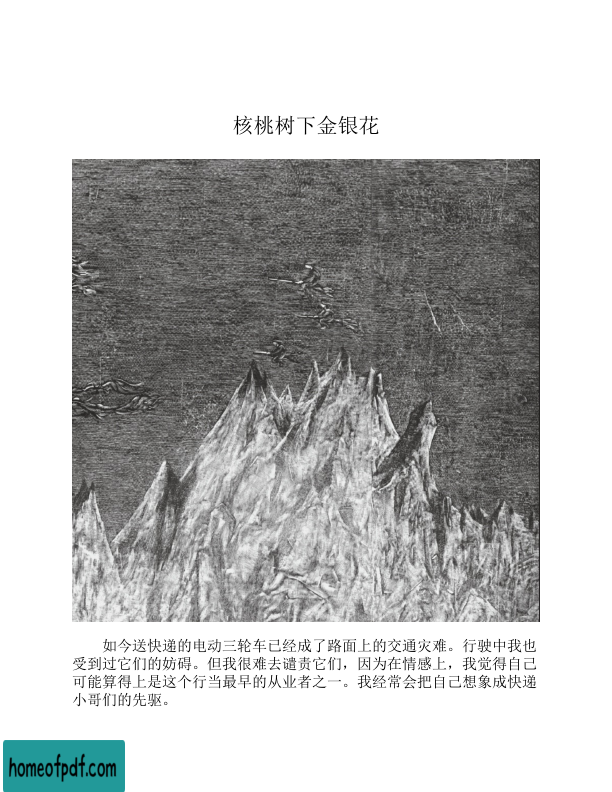 核桃树下金银花
如今送快递的电动三轮车已经成了路面上的交通灾难。行驶中我也
受到过它们的妨碍。但我很难去谴责它们，因为在情感上，我觉得自己
可能算得上是这个行当最早的从业者之一。我经常会把自己想象成快递
小哥们的先驱。
homeofpdf.com